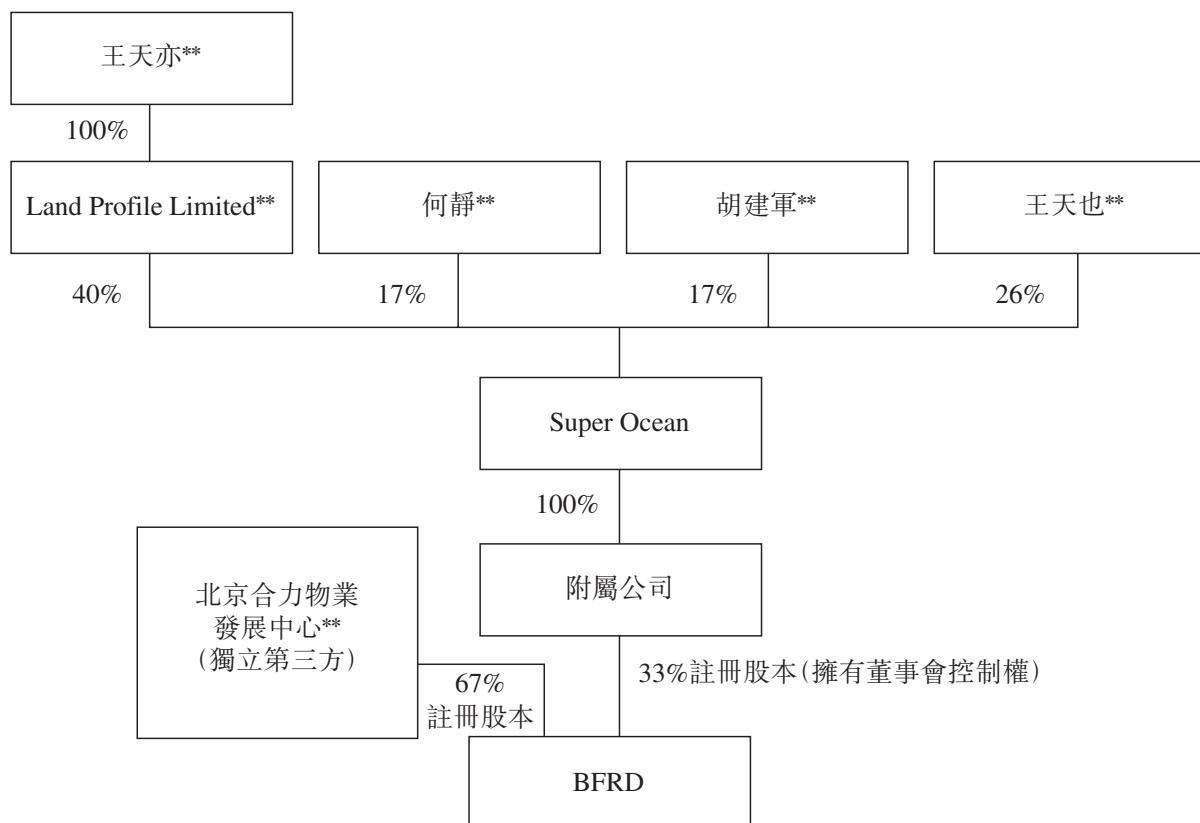 王天亦**
100%
Land Profile Limited**
何靜**
胡建軍**
王天也**
40%
17%
17%
26%
Super Ocean
100%
北京合力物業
發展中心**
(獨立第三方)
附屬公司
33%註冊股本(擁有董事會控制權)
67%
註冊股本
BFRD